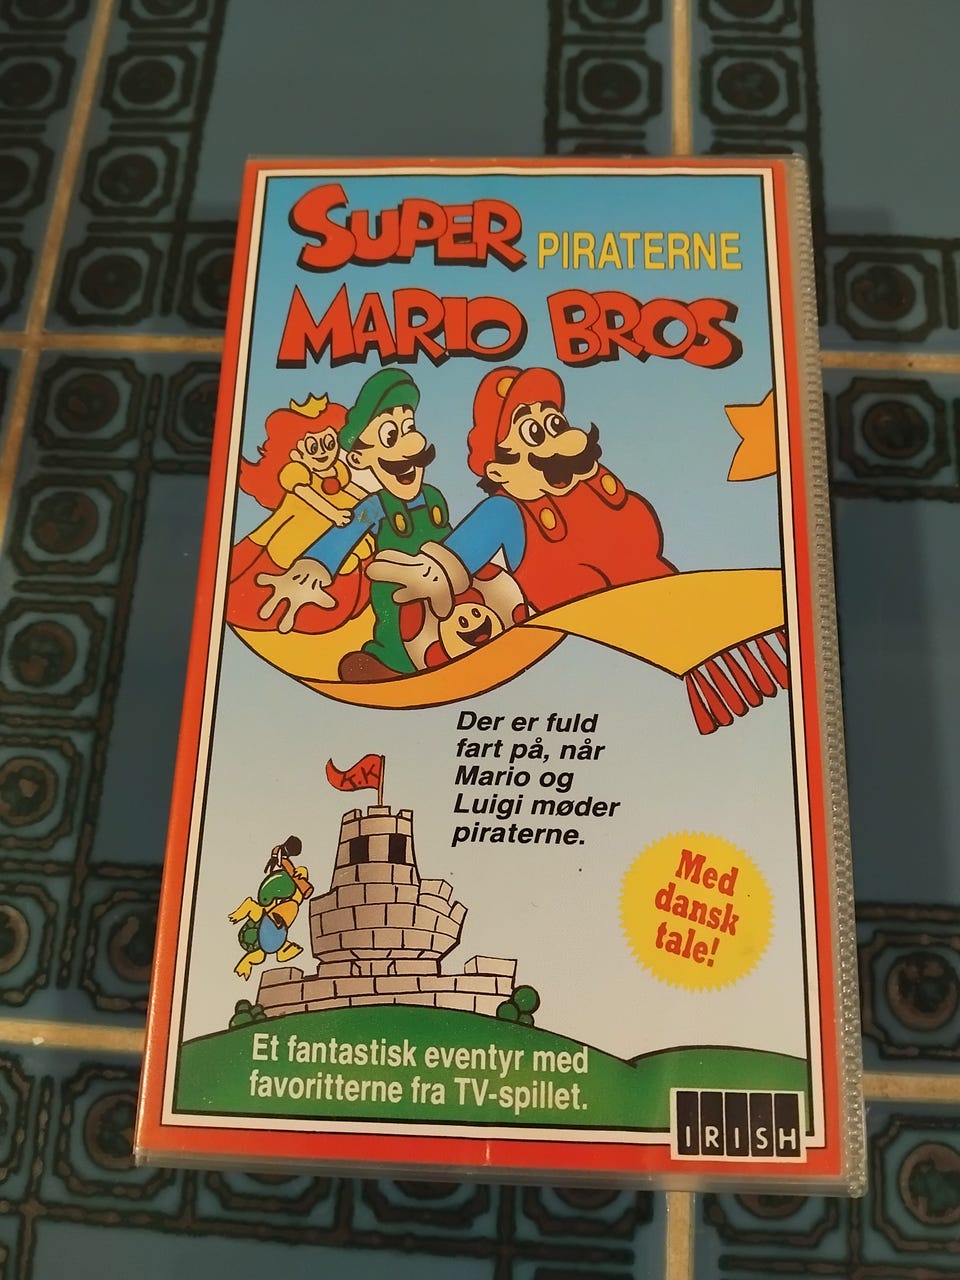 SUPER PIRATERNE
MARIO BROS
K.K
Der er fuld
fart på, når
Mario og
Luigi møder
piraterne.
Med
dansk
tale!
Et fantastisk eventyr med
favoritterne fra TV-spillet.
IRISH